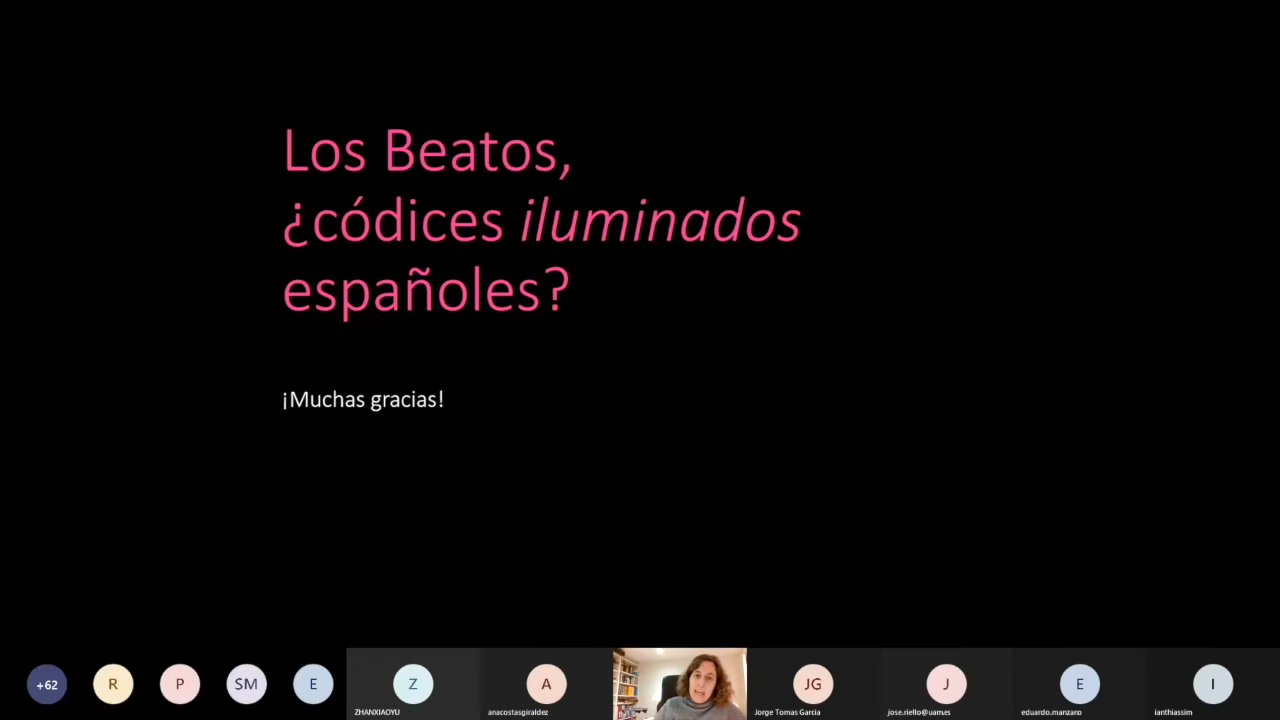 Los Beatos,
¿códices iluminados
españoles?
¡Muchas gracias!
+62
R
P
SM
E
Z
A
JG
J
E
I
ZHANXIAOYU
anacostasgiraldez
Jorge Tomas Garcia
jose.riello@uam.es
eduardo.manzano
ianthiassim